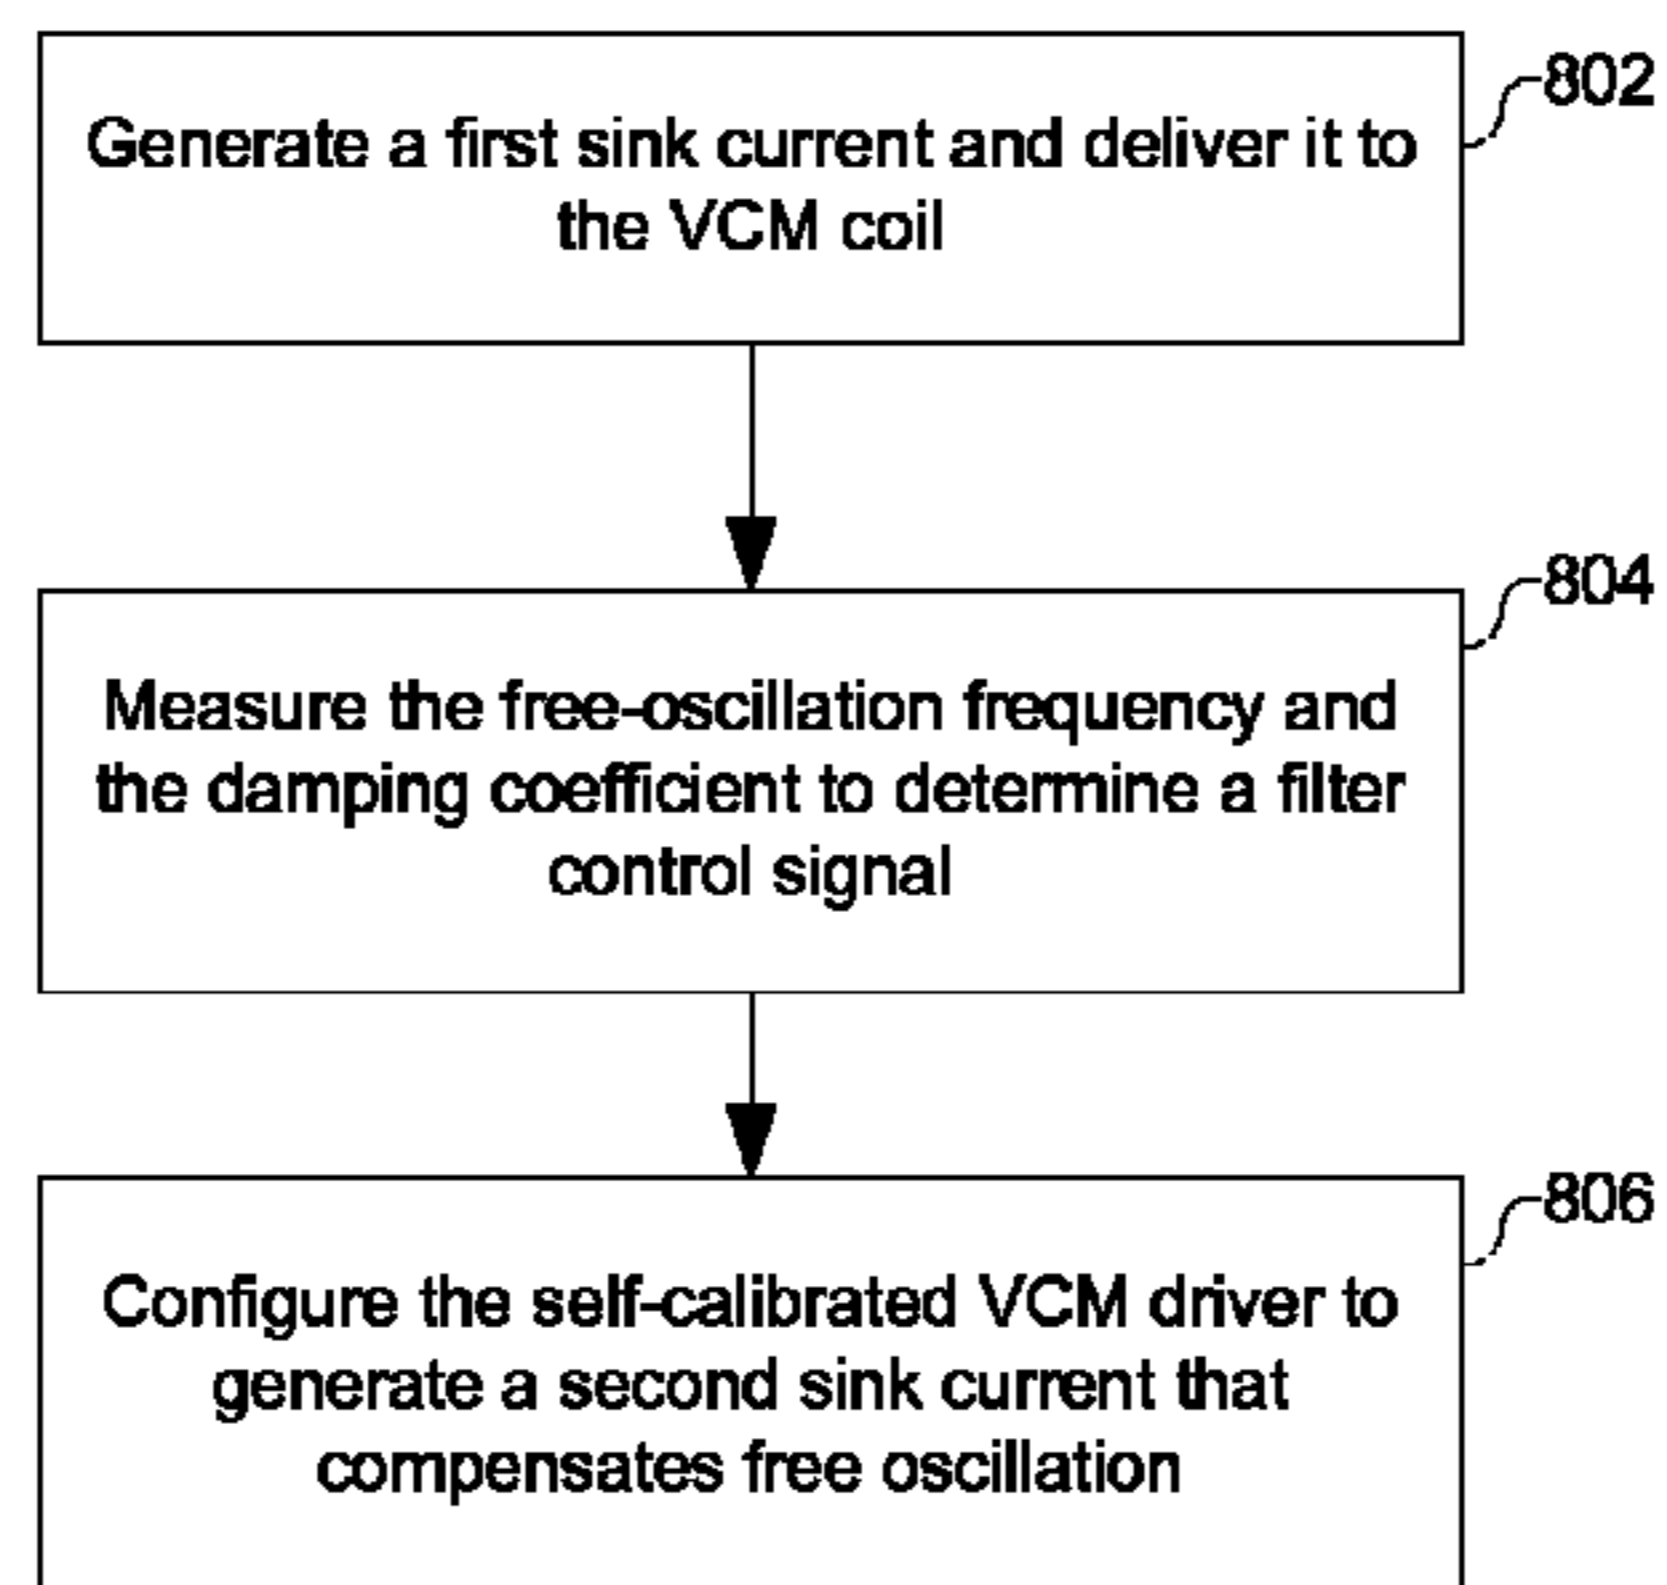 802
Generate a first sink current and deliver it to
the VCM coil
804
Measure the free-oscillation frequency and
the damping coefficient to determine a filter
control signal
806
Configure the self-calibrated VCM driver to
generate a second sink current that
compensates free oscillation